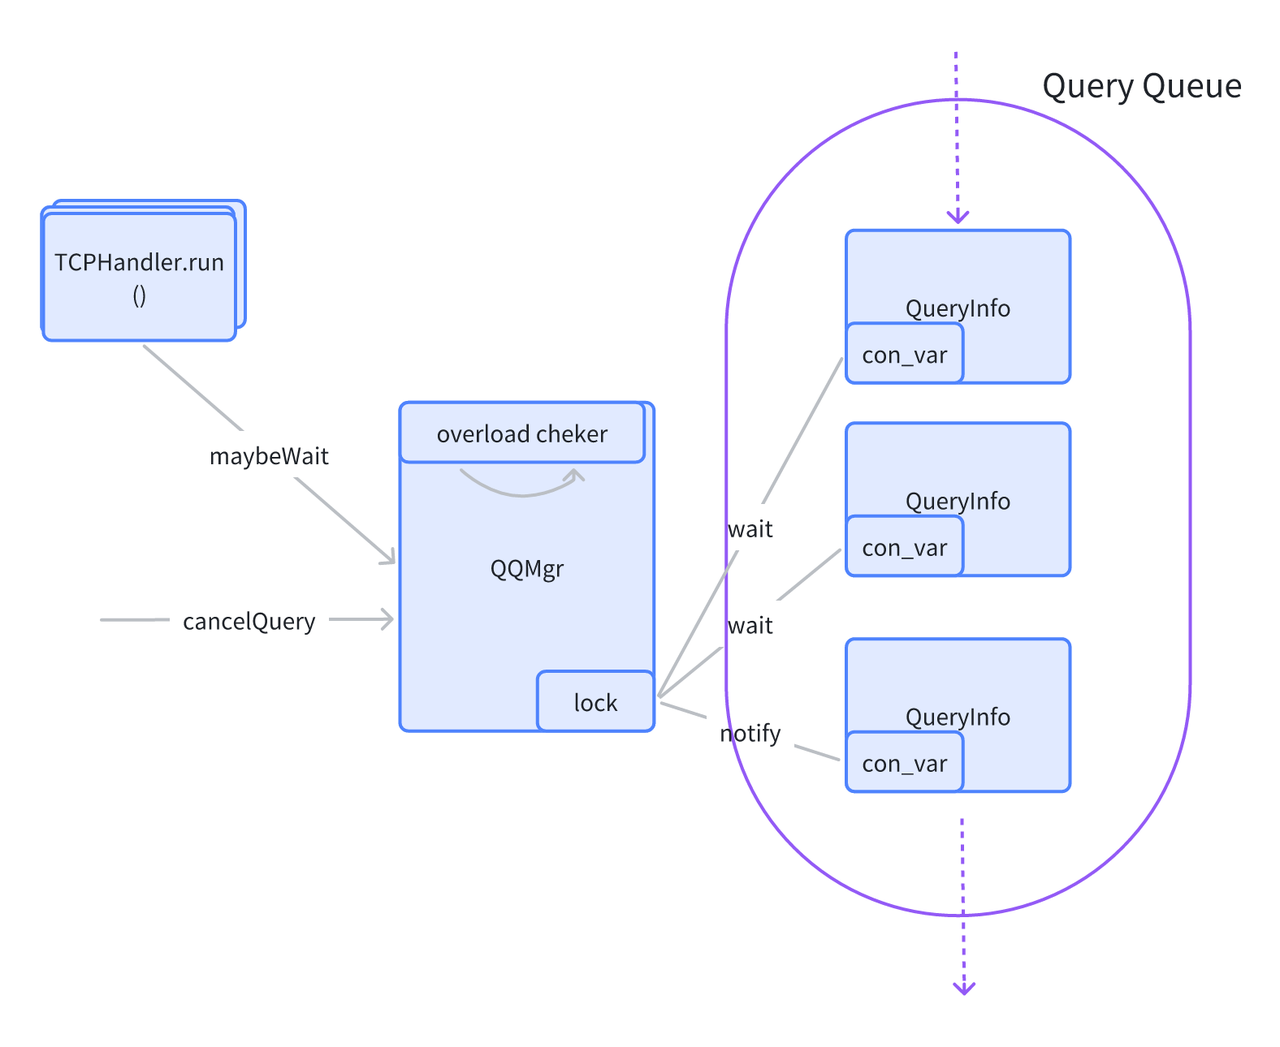 Query Queue
TCPHandler.run
()
QueryInfo
con_var
overload cheker
maybeWait
QueryInfo
wait
con_var
QQMgr
cancelQuery
wait
lock
QueryInfo
notify
con_var